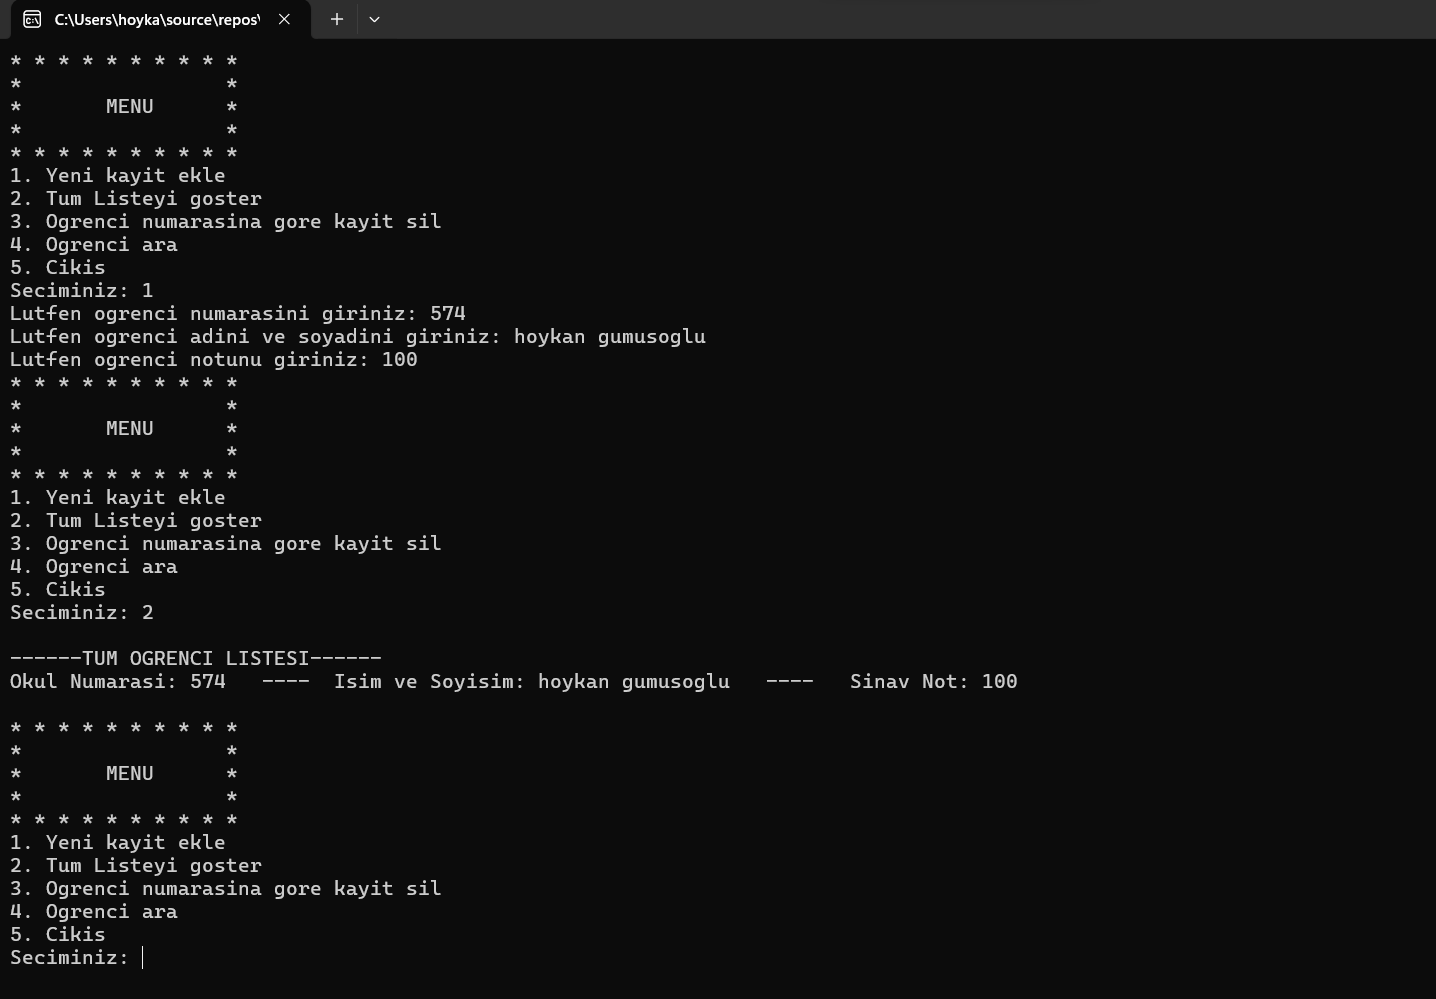 C:\Users\hoyka\source\repos\
* * * * * * * * * *
*                 *
*       MENU      *
*                 *
* * * * * * * * * *
1. Yeni kayit ekle
2. Tum Listeyi goster
3. Ogrenci numarasina gore kayit sil
4. Ogrenci ara
5. Cikis
Seciminiz: 1
Lutfen ogrenci numarasini giriniz: 574
Lutfen ogrenci adini ve soyadini giriniz: hoykan gumusoglu
Lutfen ogrenci notunu giriniz: 100
* * * * * * * * * *
*                 *
*       MENU      *
*                 *
* * * * * * * * * *
1. Yeni kayit ekle
2. Tum Listeyi goster
3. Ogrenci numarasina gore kayit sil
4. Ogrenci ara
5. Cikis
Seciminiz: 2
------TUM OGRENCI LISTESI------
Okul Numarasi: 574   ----  Isim ve Soyisim: hoykan gumusoglu   ----   Sinav Not: 100
* * * * * * * * * *
*                 *
*       MENU      *
*                 *
* * * * * * * * * *
1. Yeni kayit ekle
2. Tum Listeyi goster
3. Ogrenci numarasina gore kayit sil
4. Ogrenci ara
5. Cikis
Seciminiz: